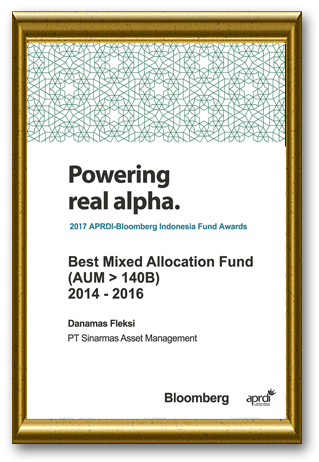 Powering
real alpha.
2017 APRDI-Bloomberg Indonesia Fund Awards
Best Mixed Allocation Fund
(AUM > 140B)
2014 - 2016
Danamas Fleksi
PT Sinarmas Asset Management
Bloomberg
aprdi